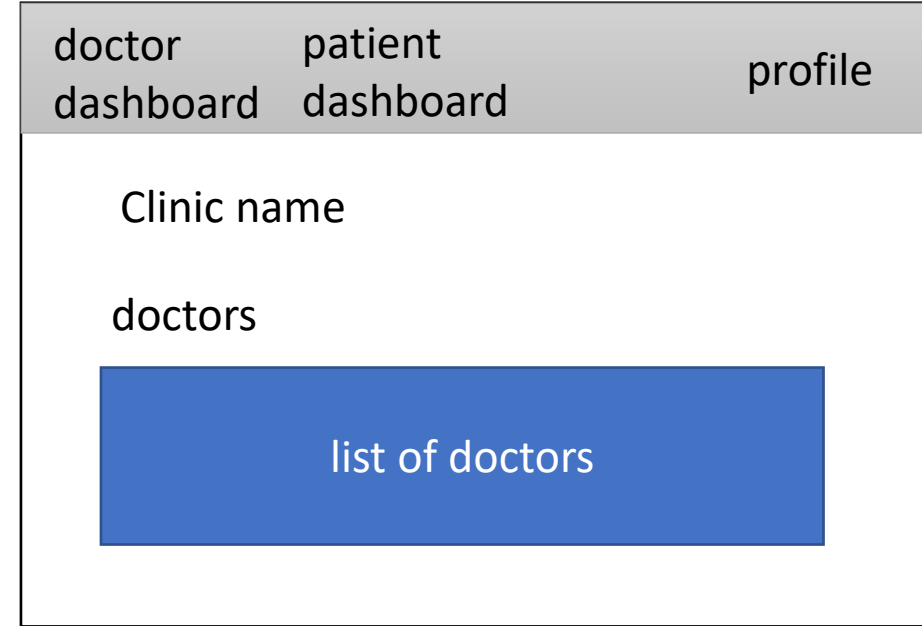 doctor
dashboard
patient
dashboard
profile
Clinic name
doctors
list of doctors